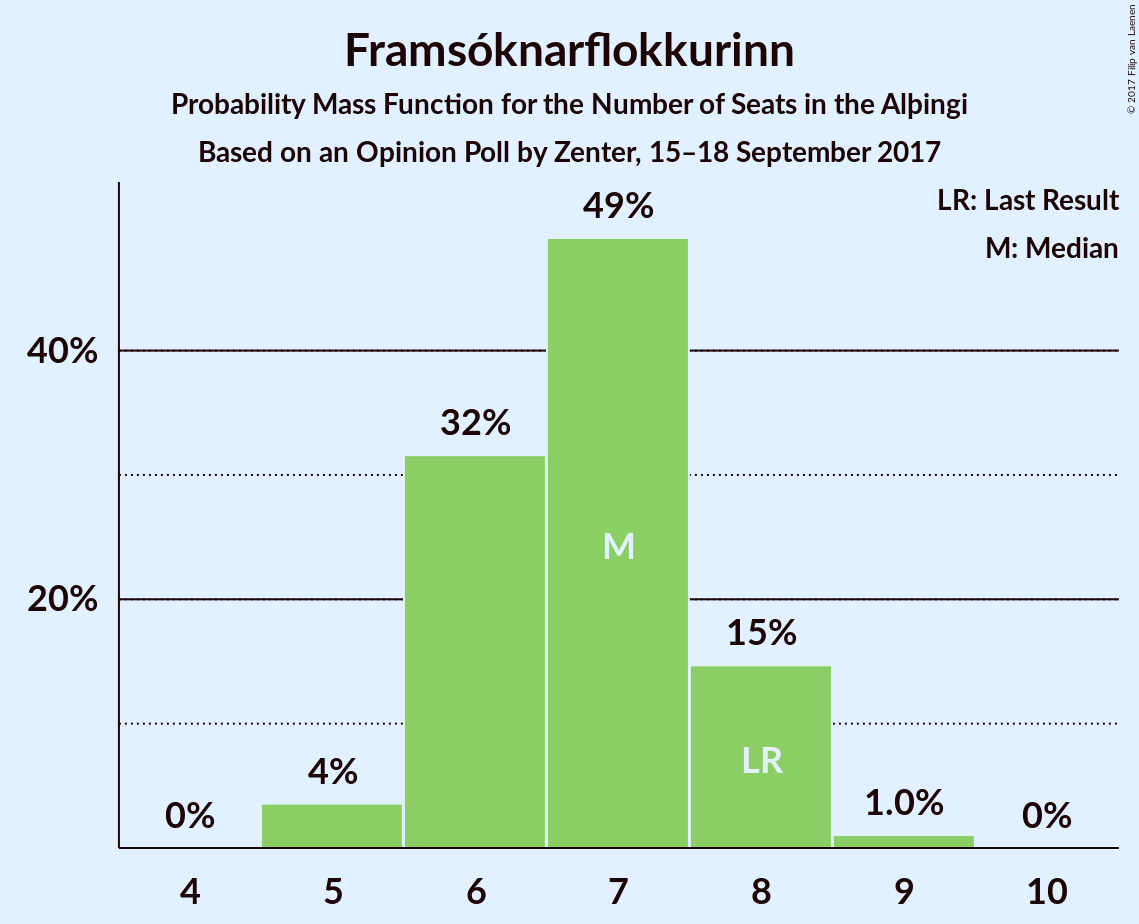 Framsóknarflokkurinn
Probability Mass Function for the Number of Seats in the Alþingi
Based on an Opinion Poll by Zenter, 15–18 September 2017
© 2017 Filip van Laenen
LR: Last Result
M: Median
49%
40%
32%
M
20%
15%
LR
4%
1.0%
0%
0%
4 5 6 7 8 9 10